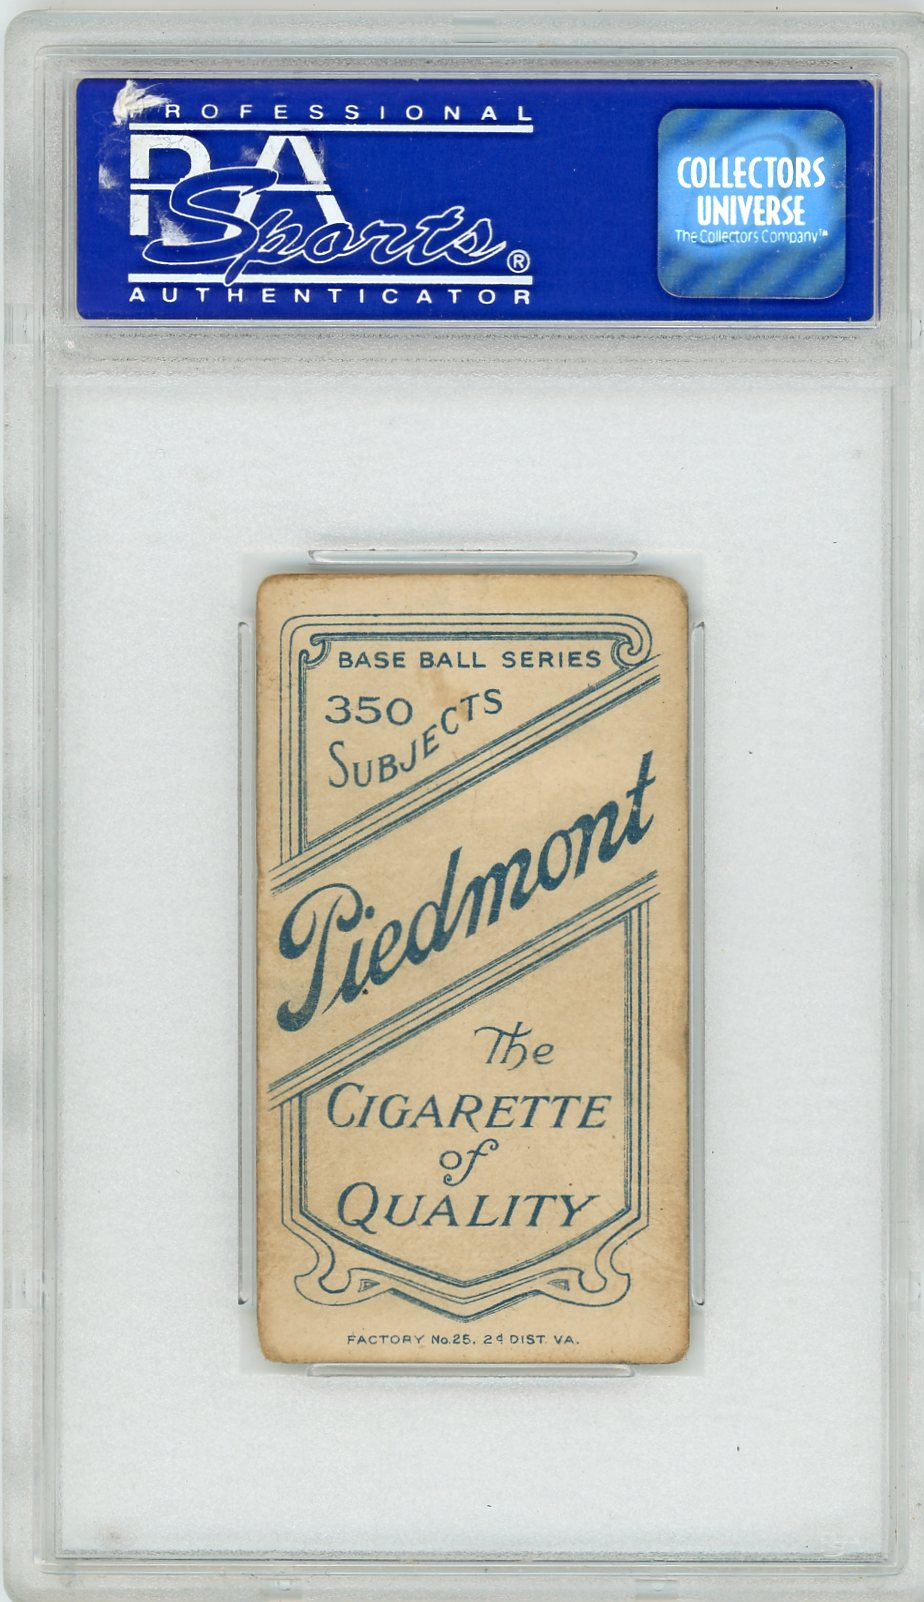 PROFESSIONAL
PSA
Sports®
AUTHENTICATOR
COLLECTORS
UNIVERSE
The Collectors Company™
BASE BALL SERIES
350
SUBJECTS
Piedmont
The
CIGARETTE
of
QUALITY
FACTORY No. 25. 2d DIST. VA.